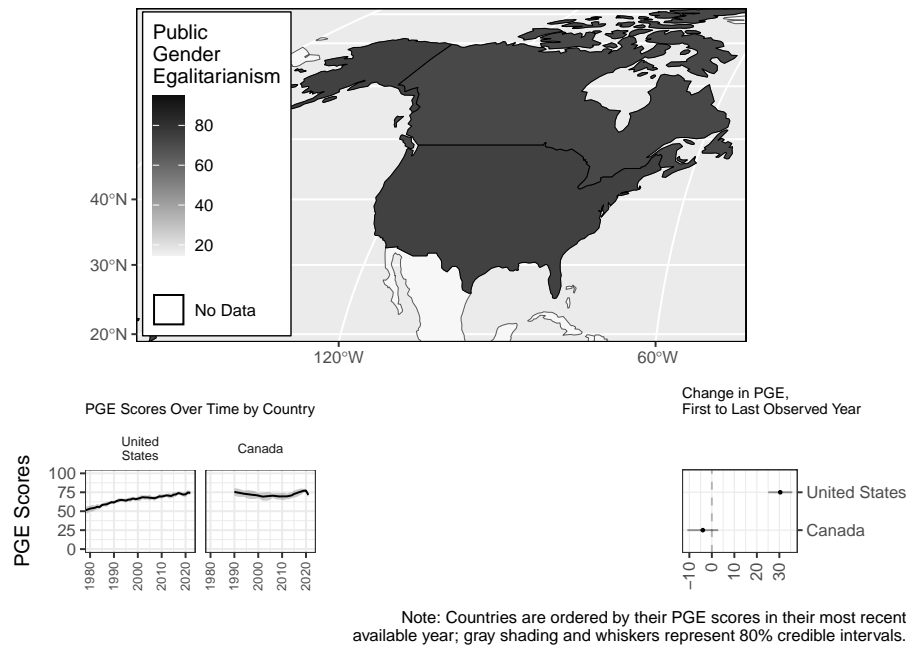 Public
Gender
Egalitarianism
80
60
40
20
No Data
40°N
30°N
20°N
120°W
60°W
PGE Scores Over Time by Country
Change in PGE,
First to Last Observed Year
United
States
Canada
PGE Scores
100
75
50
25
0
1980
1990
2000
2010
2020
1980
1990
2000
2010
2020
United States
Canada
−10
0
10
20
30
Note: Countries are ordered by their PGE scores in their most recent
available year; gray shading and whiskers represent 80% credible intervals.